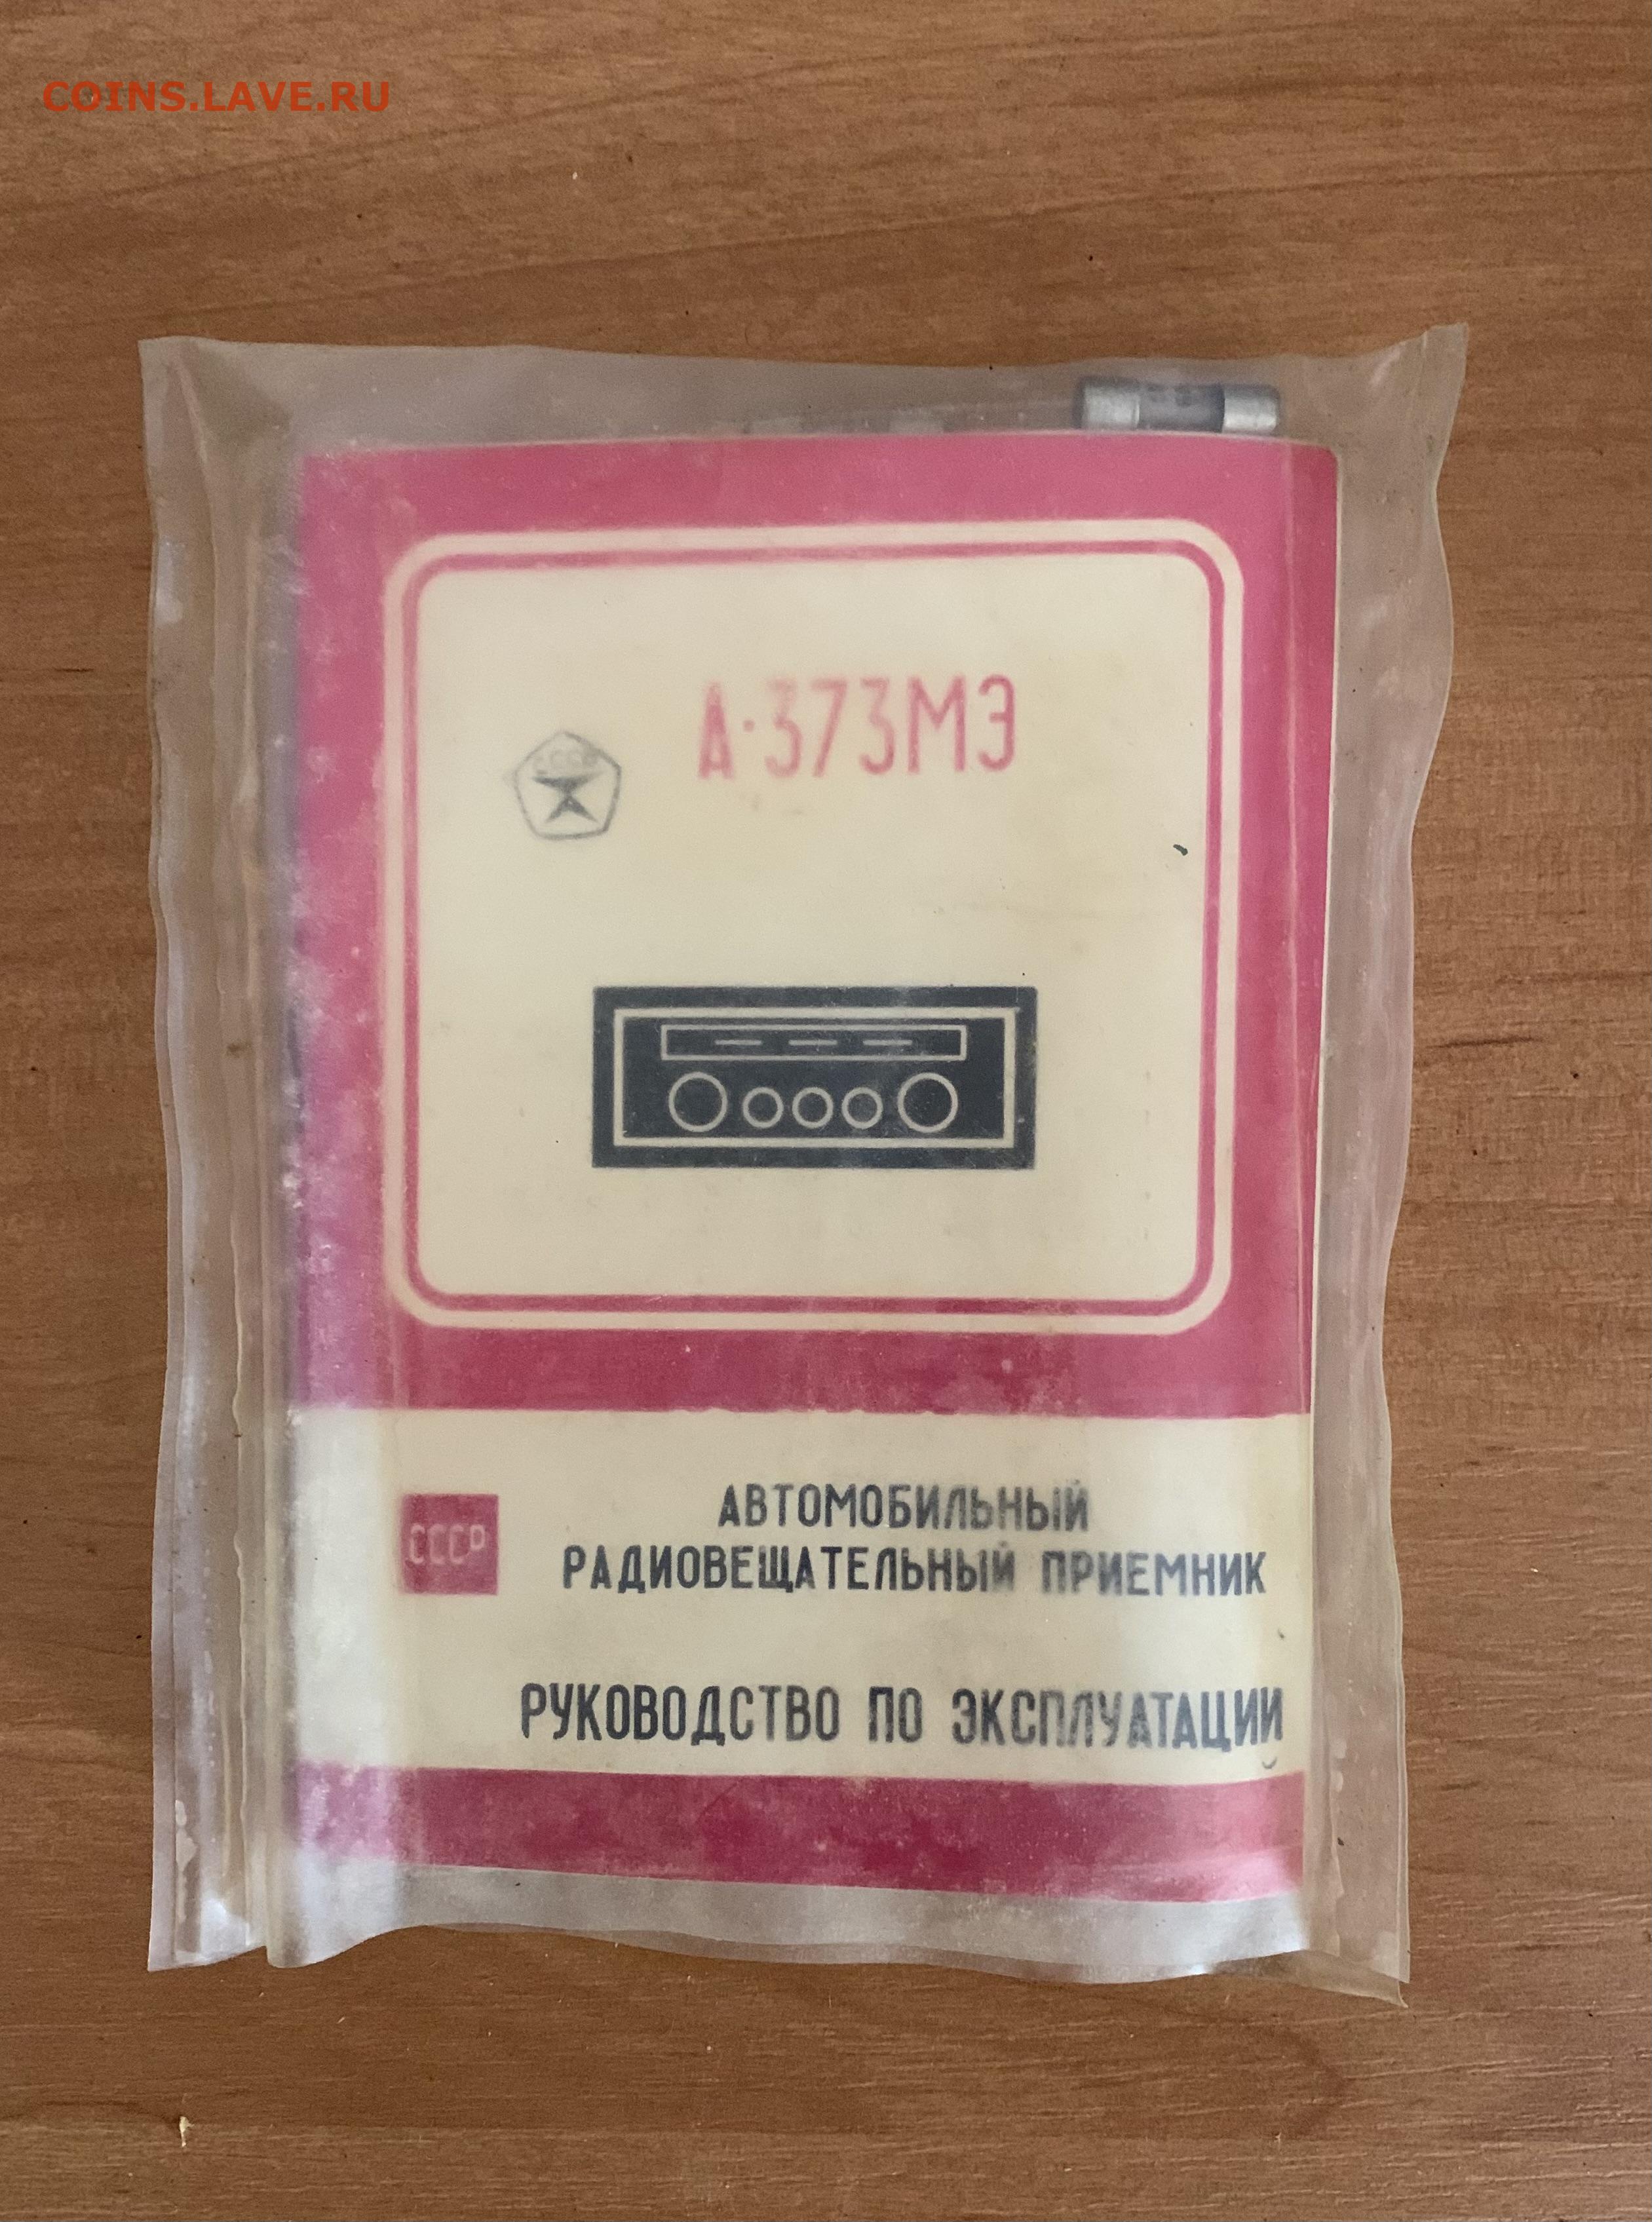 COINS.LAVE.RU
А·373МЭ
СССР
СССР
АВТОМОБИЛЬНЫЙ
РАДИОВЕЩАТЕЛЬНЫЙ ПРИЕМНИК
РУКОВОДСТВО ПО ЭКСПЛУАТАЦИИ